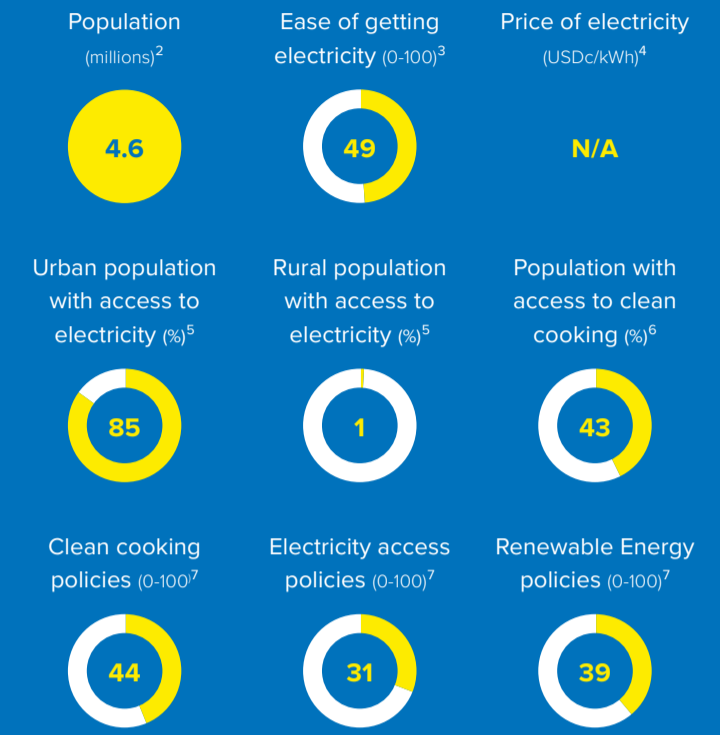 Population
(millions)2
4.6
Ease of getting
electricity (0-100)3
49
Price of electricity
(USDc/kWh)4
N/A
Urban population
with access to
electricity (%)5
85
Rural population
with access to
electricity (%)5
1
Population with
access to clean
cooking (%)6
43
Clean cooking
policies (0-100)7
44
Electricity access
policies (0-100)7
31
Renewable Energy
policies (0-100)7
39